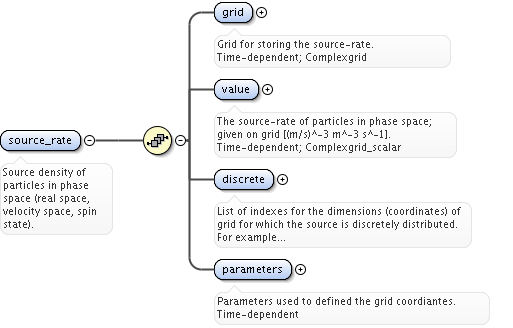 grid
Grid for storing the source-rate.
Time-dependent; Complexgrid
value
The source-rate of particles in phase space;
given on grid [(m/s)^-3 m^-3 s^-1].
Time-dependent; Complexgrid_scalar
source_rate
Source density of
particles in phase
space (real space,
velocity space, spin
state).
discrete
List of indexes for the dimensions (coordinates) of
grid for which the source is discretely distributed.
For example...
parameters
Parameters used to defined the grid coordiantes.
Time-dependent